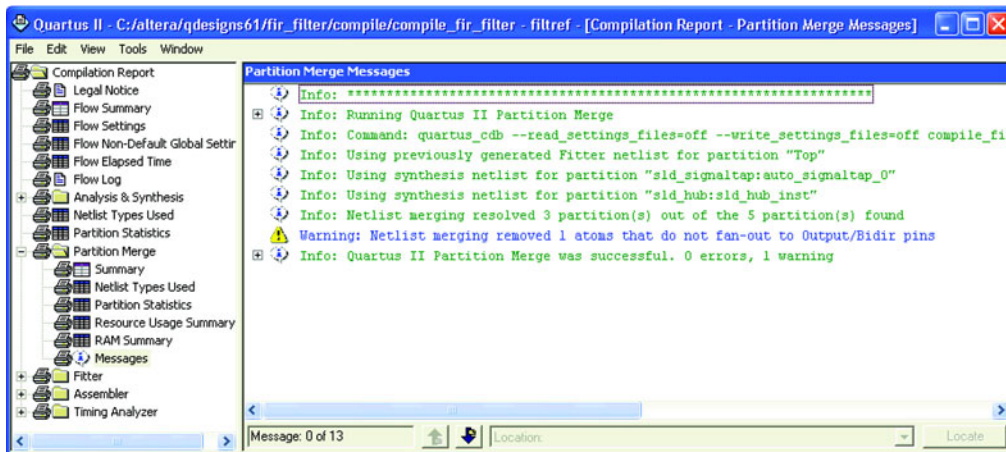 Quartus II - C:/altera/qdesigns61/fir_filter/compile/compile_fir_filter - filtref - [Compilation Report - Partition Merge Messages]
File Edit View Tools Window
Compilation Report
Legal Notice
Flow Summary
Flow Settings
Flow Non-Default Global Settir
Flow Elapsed Time
Flow Log
Analysis & Synthesis
Netlist Types Used
Partition Statistics
Partition Merge
Summary
Netlist Types Used
Partition Statistics
Resource Usage Summary
RAM Summary
Messages
Fitter
Assembler
Timing Analyzer
Partition Merge Messages
Info: *******************************************************************
Info: Running Quartus II Partition Merge
Info: Command: quartus_cdb --read_settings_files=off --write_settings_files=off compile_fi
Info: Using previously generated Fitter netlist for partition "Top"
Info: Using synthesis netlist for partition "sld_signaltap:auto_signaltap_0"
Info: Using synthesis netlist for partition "sld_hub:sld_hub_inst"
Info: Netlist merging resolved 3 partition(s) out of the 5 partition(s) found
Warning: Netlist merging removed 1 atoms that do not fan-out to Output/Bidir pins
Info: Quartus II Partition Merge was successful. 0 errors, 1 warning
Message: 0 of 13
Location:
Locate